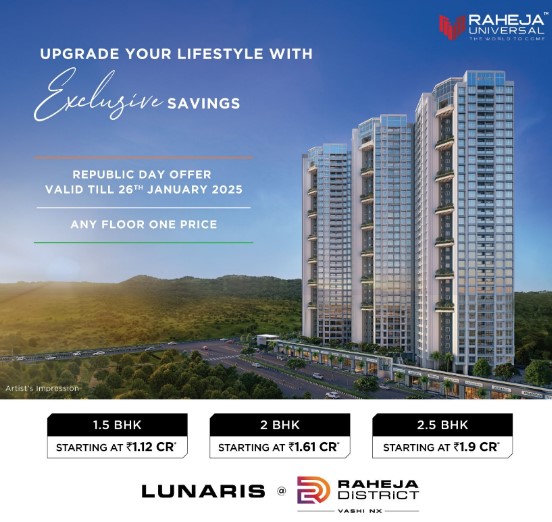 RAHEJA™
UNIVERSAL
THE WORLD TO COME
UPGRADE YOUR LIFESTYLE WITH
Exclusive SAVINGS
REPUBLIC DAY OFFER
VALID TILL 26TH JANUARY 2025
ANY FLOOR ONE PRICE
Artist's Impression
1.5 BHK
STARTING AT ₹1.12 CR*
2 BHK
STARTING AT ₹1.61 CR*
2.5 BHK
STARTING AT ₹1.9 CR*
LUNARIS @ RAHEJA
DISTRICT
VASHI NX